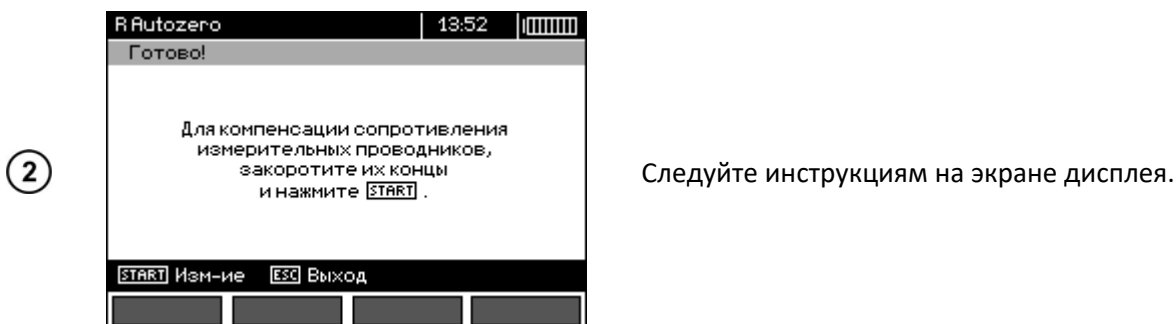 R Autozero 13:52
Готово!
Для компенсации сопротивления
измерительных проводников,
закоротите их концы
и нажмите START .
2
Следуйте инструкциям на экране дисплея.
START Изм-ие ESC Выход